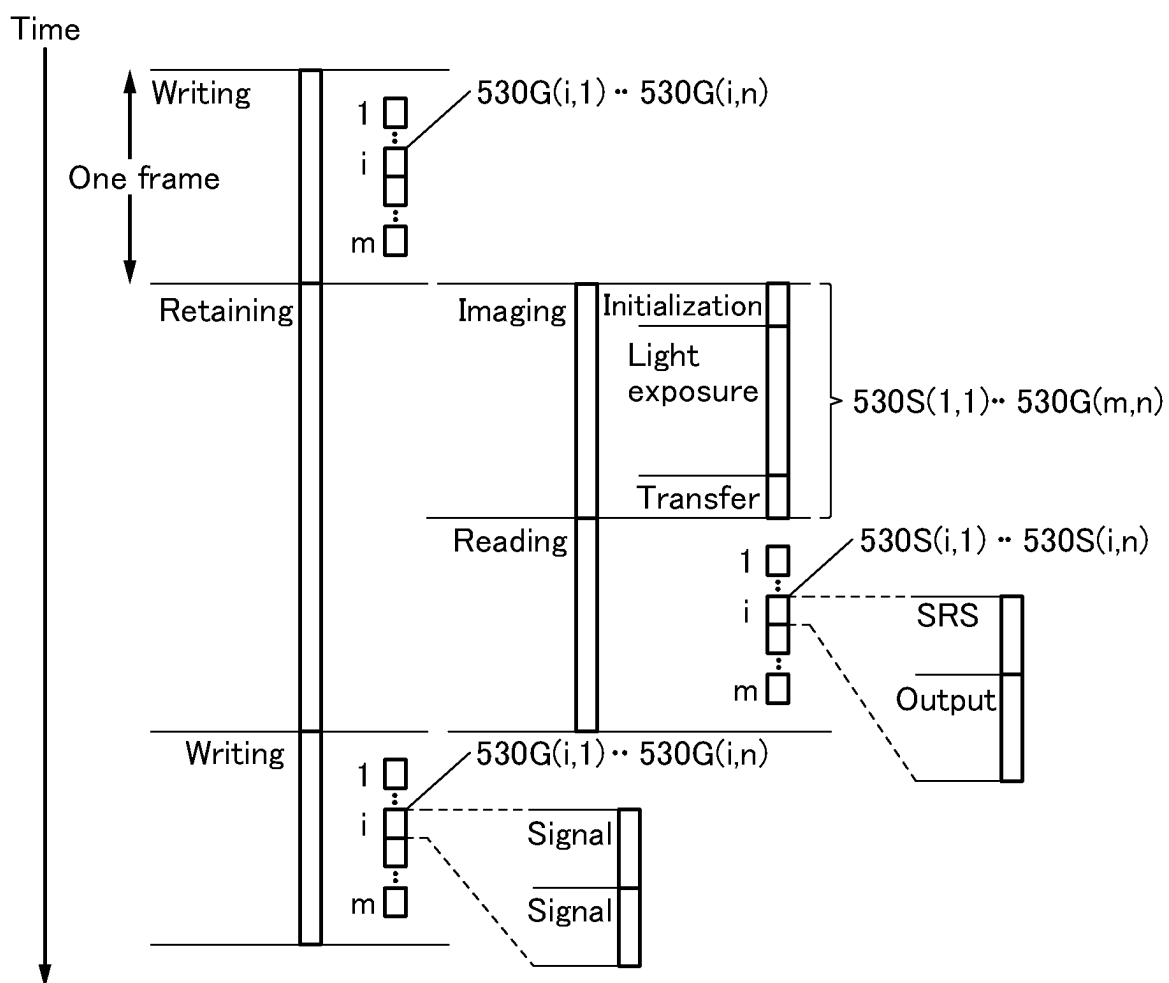 Time
Writing
530G(i,1)‥530G(i,n)
1
i
One frame
m
Retaining
Imaging
Initialization
Light
exposure
530S(1,1)‥530G(m,n)
Transfer
Reading
530S(i,1)‥530S(i,n)
1
i
SRS
m
Output
Writing
530G(i,1)‥530G(i,n)
1
i
Signal
m
Signal